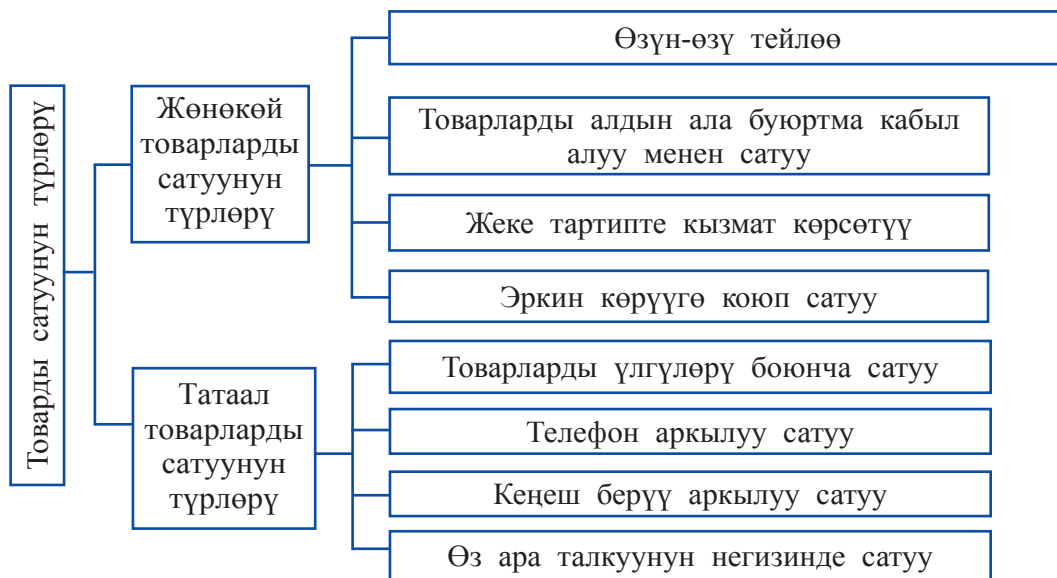 Товарды сатуунун түрлөрү
Жөнөкөй
товарларды
сатуунун
түрлөрү
Өзүн-өзү тейлөө
Товарларды алдын ала буюртма кабыл
алуу менен сатуу
Жеке тартипте кызмат көрсөтүү
Эркин көрүүгө коюп сатуу
Татаал
товарларды
сатуунун
түрлөрү
Товарларды үлгүлөрү боюнча сатуу
Телефон аркылуу сатуу
Кеңеш берүү аркылуу сатуу
Өз ара талкуунун негизинде сатуу